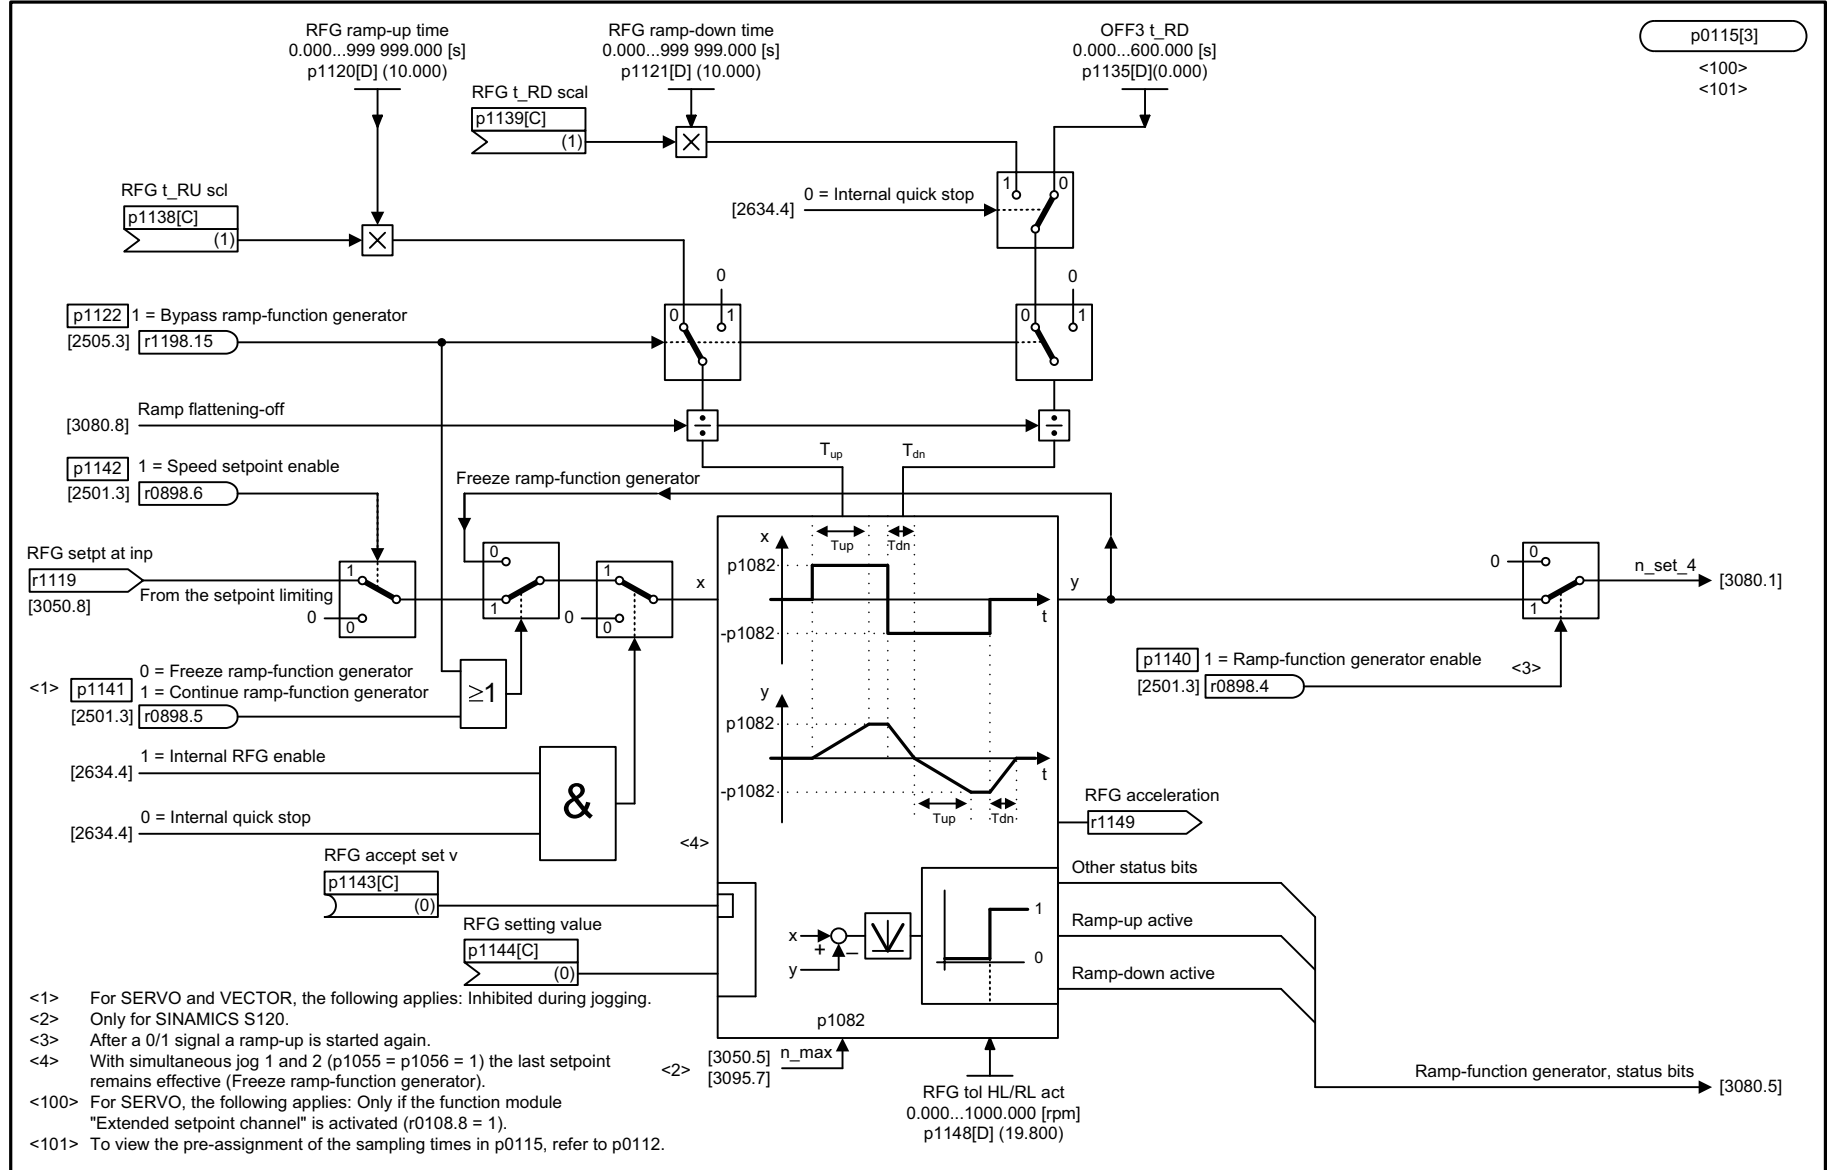 RFG ramp-up time
0.000...999 999.000 [s]
p1120[D] (10.000)
RFG ramp-down time
0.000...999 999.000 [s]
p1121[D] (10.000)
OFF3 t_RD
0.000...600.000 [s]
p1135[D](0.000)
p0115[3]
<100>
<101>
RFG t_RD scal
p1139[C]
(1)
RFG t_RU scl
p1138[C]
(1)
1
0
0 = Internal quick stop
[2634.4]
0
0
p1122 1 = Bypass ramp-function generator
[2505.3] r1198.15
0
1
0
1
Ramp flattening-off
[3080.8]
Tup
Tdn
p1142 1 = Speed setpoint enable
[2501.3] r0898.6
Freeze ramp-function generator
RFG setpt at inp
r1119
[3050.8]
From the setpoint limiting
1
0
0
0
1
1
0
0
x
x
Tup
Tdn
p1082
-p1082
t
y
0
0
1
n_set_4
[3080.1]
p1140 1 = Ramp-function generator enable
<3>
[2501.3] r0898.4
<1> p1141
0 = Freeze ramp-function generator
1 = Continue ramp-function generator
[2501.3] r0898.5
≥1
y
p1082
-p1082
t
Tup
Tdn
1 = Internal RFG enable
[2634.4]
&
0 = Internal quick stop
[2634.4]
RFG acceleration
r1149
<4>
RFG accept set v
p1143[C]
(0)
RFG setting value
p1144[C]
(0)
x
+
−
y
1
0
Other status bits
Ramp-up active
Ramp-down active
p1082
<2>
[3050.5]
[3095.7]
n_max
RFG tol HL/RL act
0.000...1000.000 [rpm]
p1148[D] (19.800)
Ramp-function generator, status bits
[3080.5]
<1> For SERVO and VECTOR, the following applies: Inhibited during jogging.
<2> Only for SINAMICS S120.
<3> After a 0/1 signal a ramp-up is started again.
<4> With simultaneous jog 1 and 2 (p1055 = p1056 = 1) the last setpoint
remains effective (Freeze ramp-function generator).
<100> For SERVO, the following applies: Only if the function module
"Extended setpoint channel" is activated (r0108.8 = 1).
<101> To view the pre-assignment of the sampling times in p0115, refer to p0112.